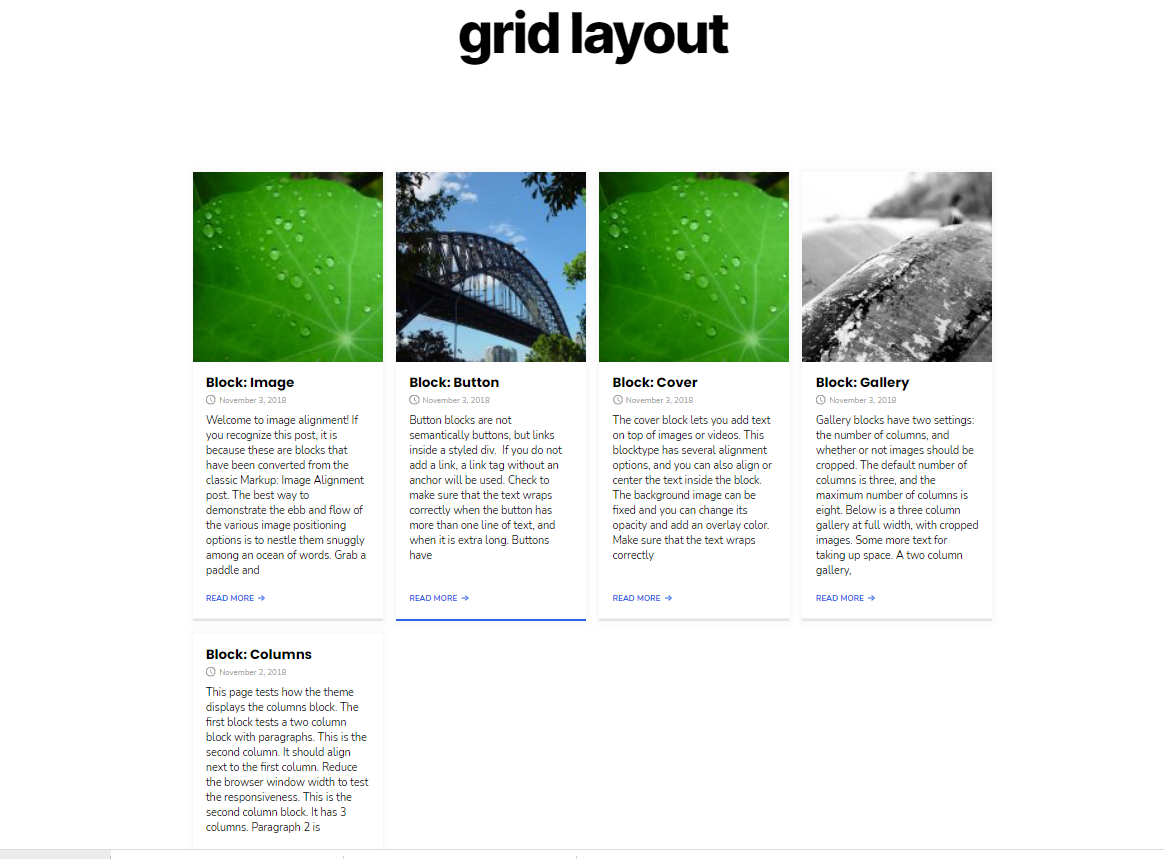 grid layout
Block: Image
November 3, 2018
Welcome to image alignment! If
you recognize this post, it is
because these are blocks that
have been converted from the
classic Markup: Image Alignment
post. The best way to
demonstrate the ebb and flow of
the various image positioning
options is to nestle them snuggly
among an ocean of words. Grab a
paddle and
READ MORE →
Block: Button
November 3, 2018
Button blocks are not
semantically buttons, but links
inside a styled div.  If you do not
add a link, a link tag without an
anchor will be used. Check to
make sure that the text wraps
correctly when the button has
more than one line of text, and
when it is extra long. Buttons
have
READ MORE →
Block: Cover
November 3, 2018
The cover block lets you add text
on top of images or videos. This
blocktype has several alignment
options, and you can also align or
center the text inside the block.
The background image can be
fixed and you can change its
opacity and add an overlay color.
Make sure that the text wraps
correctly
READ MORE →
Block: Gallery
November 3, 2018
Gallery blocks have two settings:
the number of columns, and
whether or not images should be
cropped. The default number of
columns is three, and the
maximum number of columns is
eight. Below is a three column
gallery at full width, with cropped
images. Some more text for
taking up space. A two column
gallery,
READ MORE →
Block: Columns
November 2, 2018
This page tests how the theme
displays the columns block. The
first block tests a two column
block with paragraphs. This is the
second column. It should align
next to the first column. Reduce
the browser window width to test
the responsiveness. This is the
second column block. It has 3
columns. Paragraph 2 is